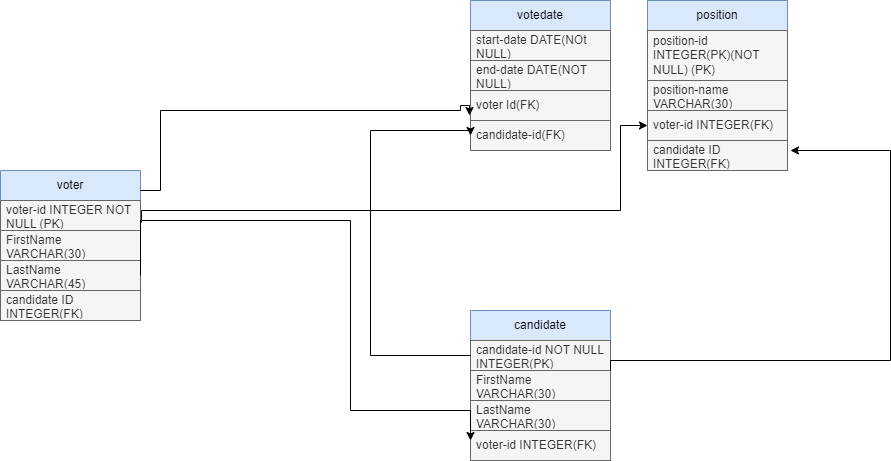 votedate
start-date DATE(NOt
NULL)
end-date DATE(NOT
NULL)
voter Id(FK)
candidate-id(FK)
position
position-id
INTEGER(PK)(NOT
NULL) (PK)
position-name
VARCHAR(30)
voter-id INTEGER(FK)
candidate ID
INTEGER(FK)
voter
voter-id INTEGER NOT
NULL (PK)
FirstName
VARCHAR(30)
LastName
VARCHAR(45)
candidate ID
INTEGER(FK)
candidate
candidate-id NOT NULL
INTEGER(PK)
FirstName
VARCHAR(30)
LastName
VARCHAR(30)
voter-id INTEGER(FK)